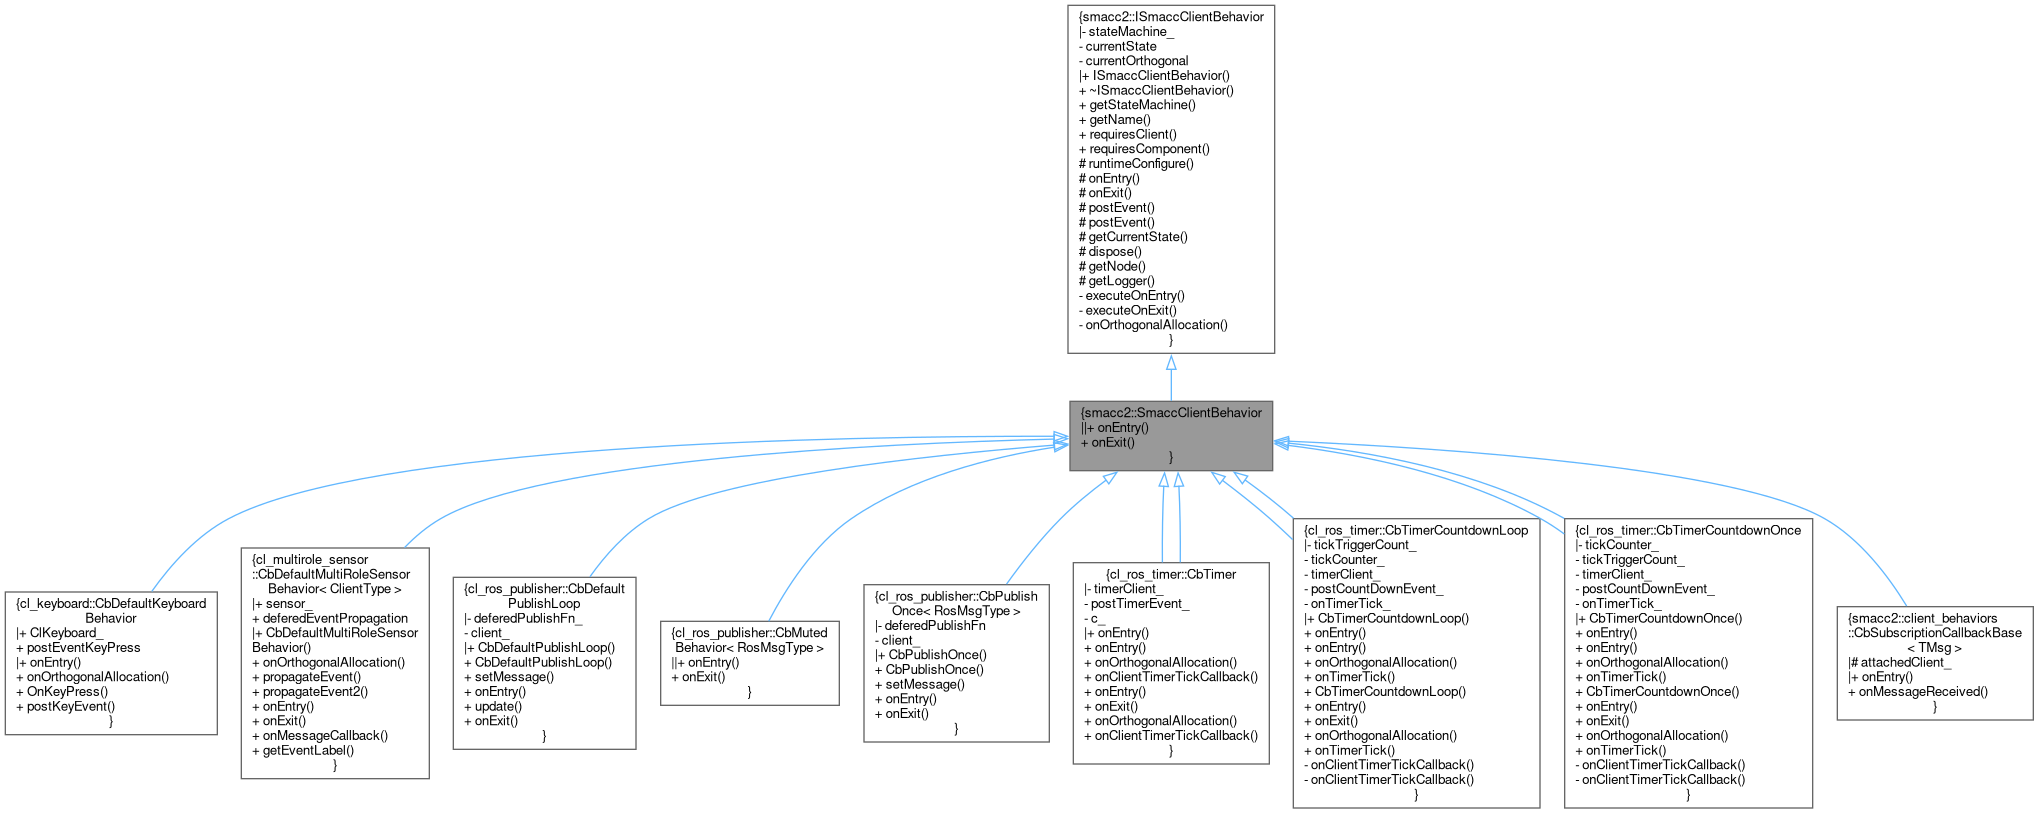 {smacc2::ISmaccClientBehavior
|- stateMachine_
- currentState
- currentOrthogonal
|+ ISmaccClientBehavior()
+ ~ISmaccClientBehavior()
+ getStateMachine()
+ getName()
+ requiresClient()
+ requiresComponent()
# runtimeConfigure()
# onEntry()
# onExit()
# postEvent()
# postEvent()
# getCurrentState()
# dispose()
# getNode()
# getLogger()
- executeOnEntry()
- executeOnExit()
- onOrthogonalAllocation()
}
{smacc2::SmaccClientBehavior
||+ onEntry()
+ onExit()
}
{cl_keyboard::CbDefaultKeyboard
Behavior
|+ ClKeyboard_
+ postEventKeyPress
|+ onEntry()
+ onOrthogonalAllocation()
+ OnKeyPress()
+ postKeyEvent()
}
{cl_multirole_sensor
::CbDefaultMultiRoleSensor
Behavior< ClientType >
|+ sensor_
+ deferedEventPropagation
|+ CbDefaultMultiRoleSensor
Behavior()
+ onOrthogonalAllocation()
+ propagateEvent()
+ propagateEvent2()
+ onEntry()
+ onExit()
+ onMessageCallback()
+ getEventLabel()
}
{cl_ros_publisher::CbDefault
PublishLoop
|- deferedPublishFn_
- client_
|+ CbDefaultPublishLoop()
+ CbDefaultPublishLoop()
+ setMessage()
+ onEntry()
+ update()
+ onExit()
}
{cl_ros_publisher::CbMuted
Behavior< RosMsgType >
||+ onEntry()
+ onExit()
}
{cl_ros_publisher::CbPublish
Once< RosMsgType >
|- deferedPublishFn
- client_
|+ CbPublishOnce()
+ CbPublishOnce()
+ setMessage()
+ onEntry()
+ onExit()
}
{cl_ros_timer::CbTimer
|- timerClient_
- postTimerEvent_
- c_
|+ onEntry()
+ onEntry()
+ onOrthogonalAllocation()
+ onClientTimerTickCallback()
+ onEntry()
+ onExit()
+ onOrthogonalAllocation()
+ onClientTimerTickCallback()
}
{cl_ros_timer::CbTimerCountdownLoop
|- tickTriggerCount_
- tickCounter_
- timerClient_
- postCountDownEvent_
- onTimerTick_
|+ CbTimerCountdownLoop()
+ onEntry()
+ onEntry()
+ onOrthogonalAllocation()
+ onTimerTick()
+ CbTimerCountdownLoop()
+ onEntry()
+ onExit()
+ onOrthogonalAllocation()
+ onTimerTick()
- onClientTimerTickCallback()
- onClientTimerTickCallback()
}
{cl_ros_timer::CbTimerCountdownOnce
|- tickCounter_
- tickTriggerCount_
- timerClient_
- postCountDownEvent_
- onTimerTick_
|+ CbTimerCountdownOnce()
+ onEntry()
+ onEntry()
+ onOrthogonalAllocation()
+ onTimerTick()
+ CbTimerCountdownOnce()
+ onEntry()
+ onExit()
+ onOrthogonalAllocation()
+ onTimerTick()
- onClientTimerTickCallback()
- onClientTimerTickCallback()
}
{smacc2::client_behaviors
::CbSubscriptionCallbackBase
< TMsg >
|# attachedClient_
|+ onEntry()
+ onMessageReceived()
}